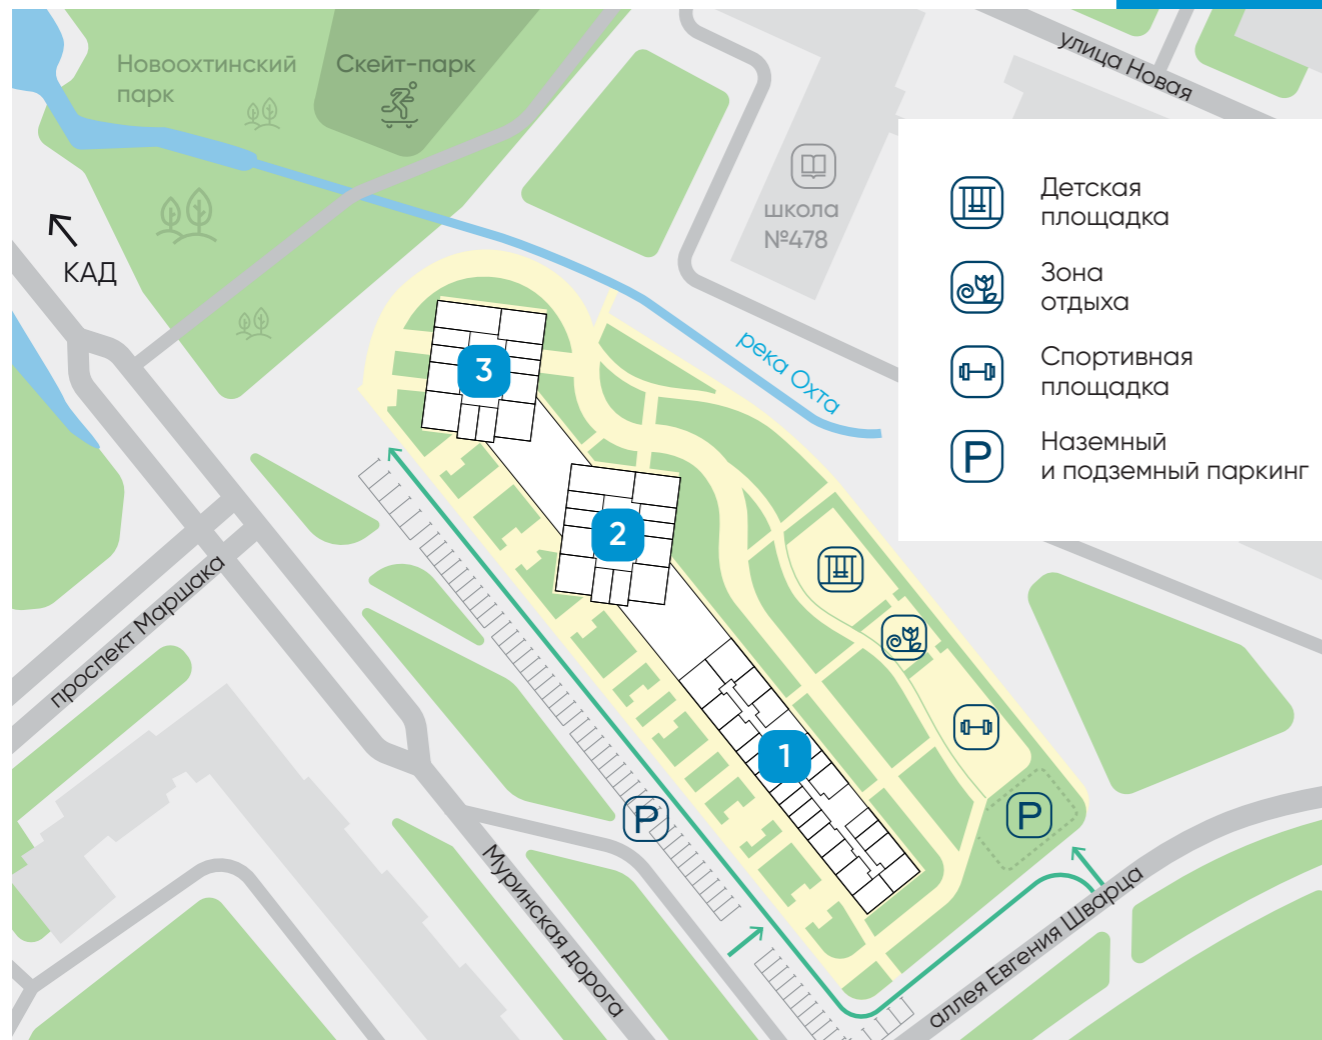 Новоохтинский
парк
Скейт-парк
улица Новая
школа
№478
КАД
Детская
площадка
Зона
отдыха
Спортивная
площадка
P
Наземный
и подземный паркинг
река Охта
3
2
1
проспект Маршака
P
P
Муринская дорога
аллея Евгения Шварца